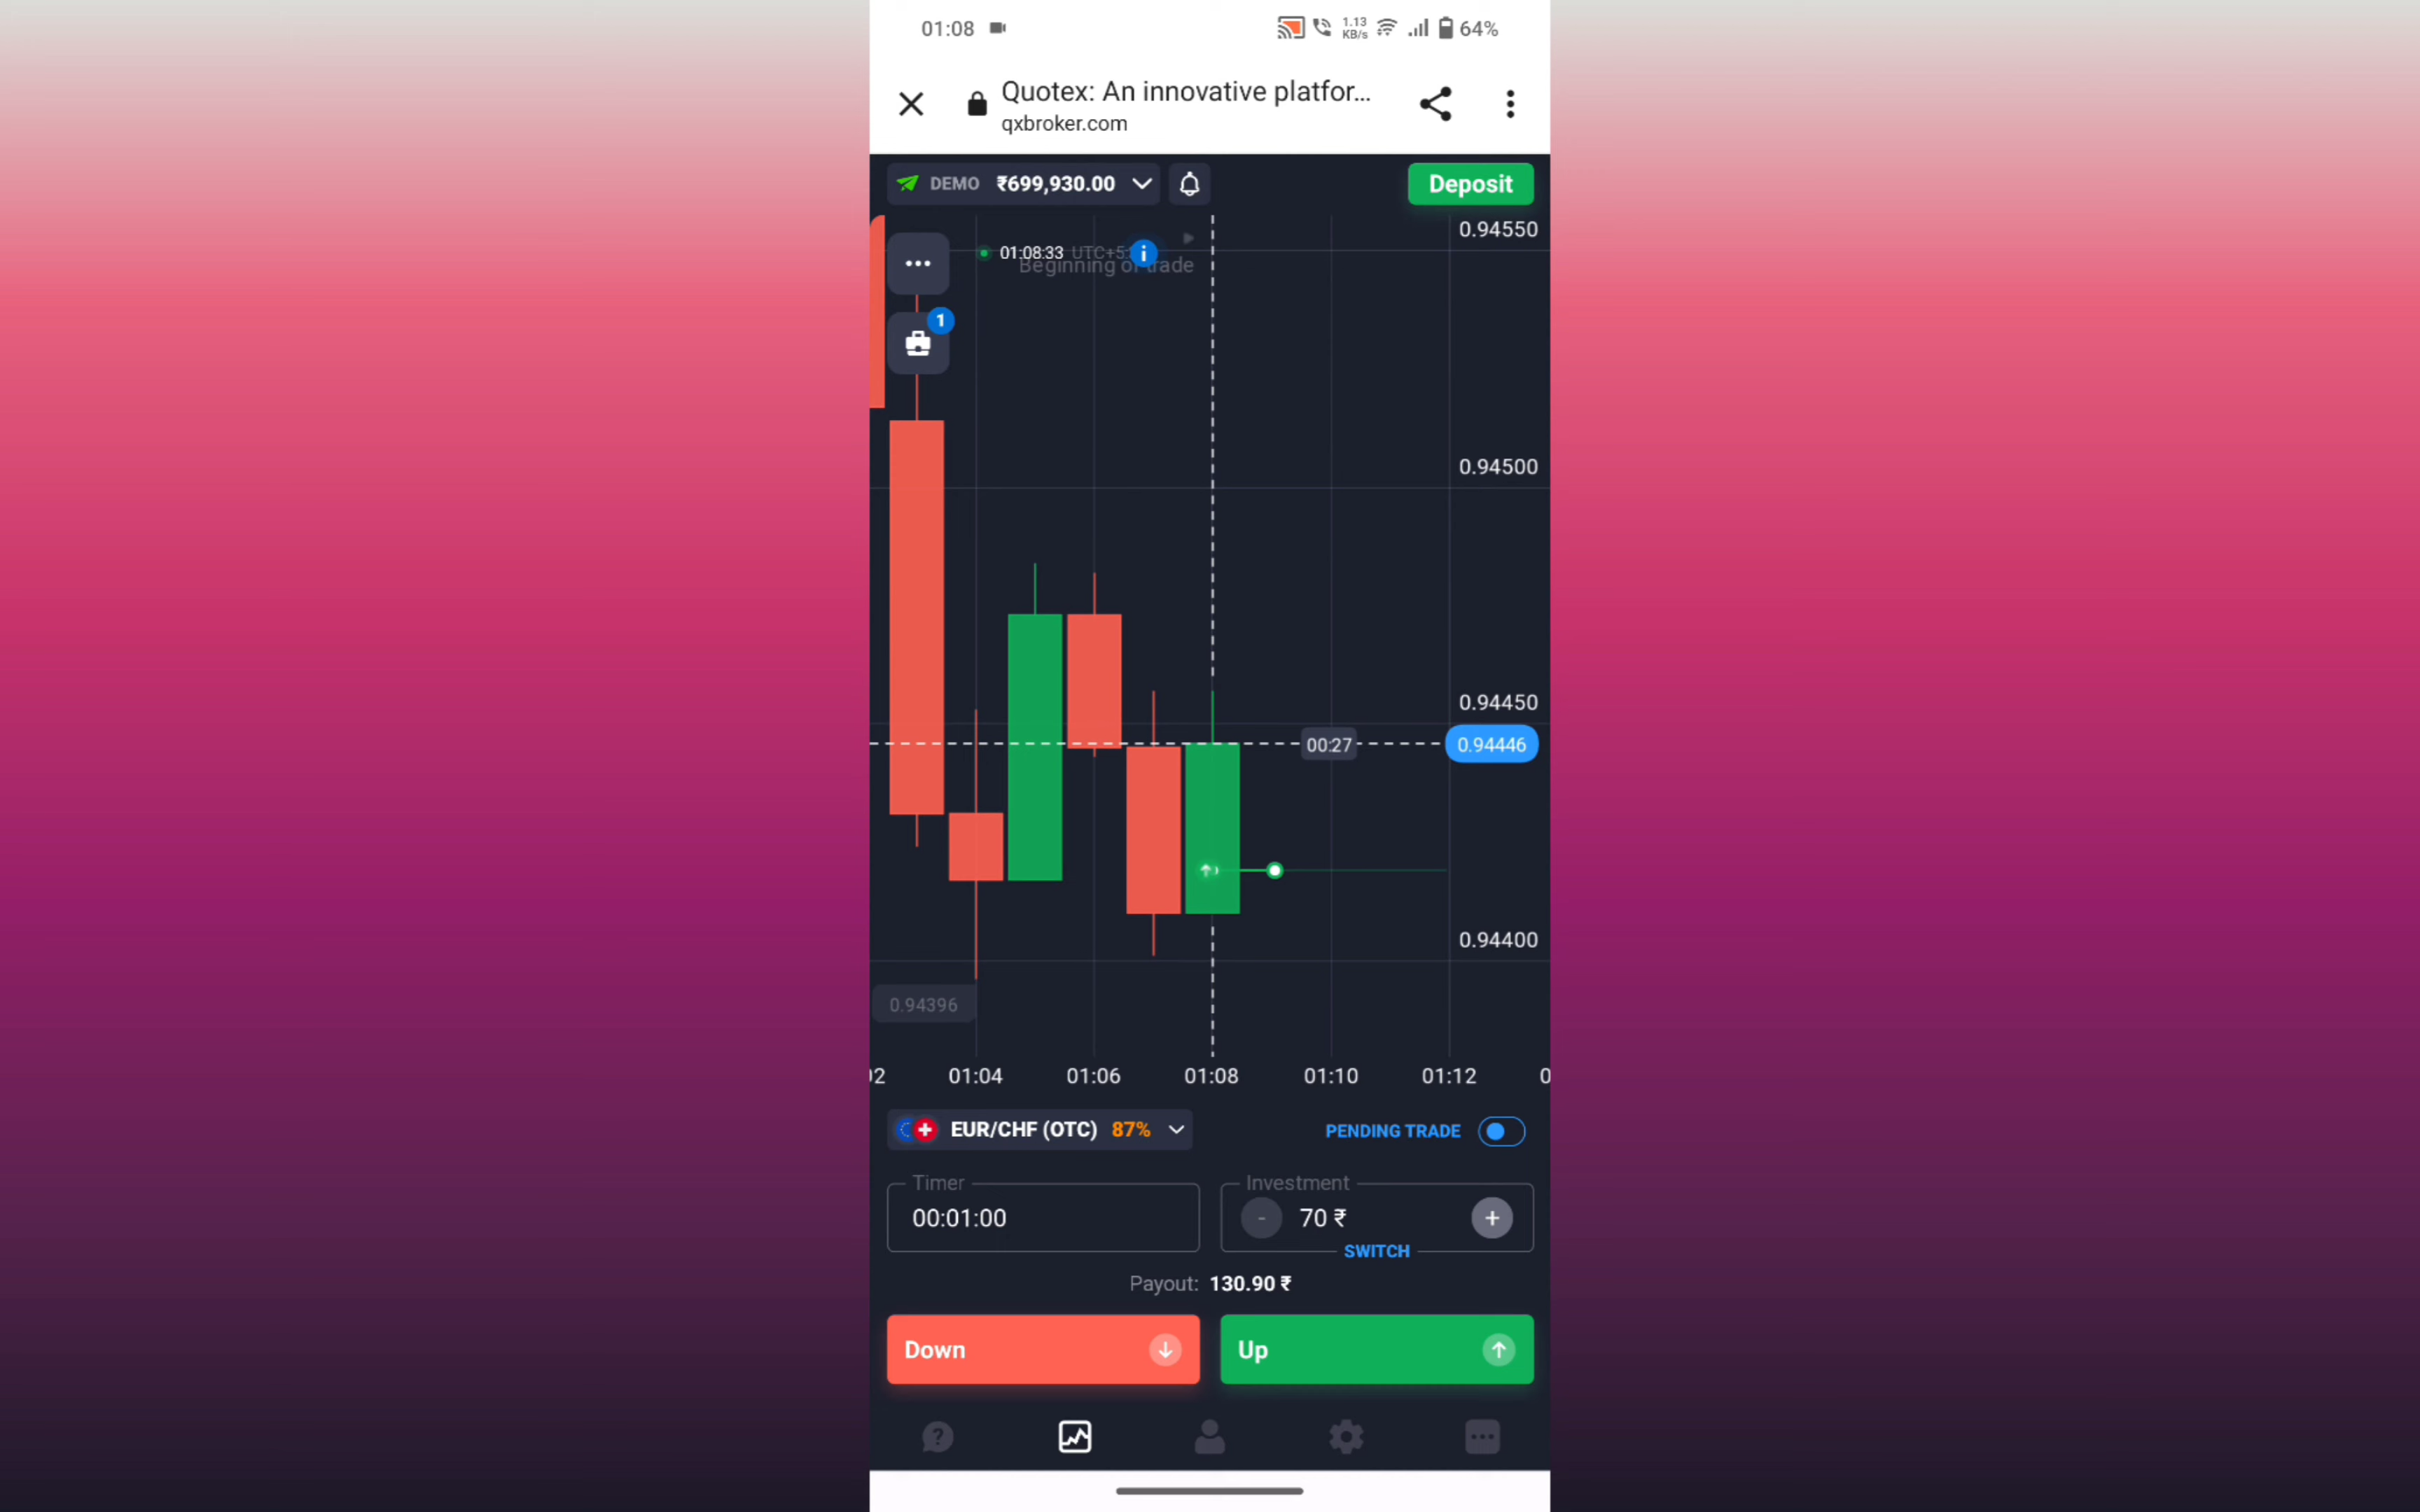 01:08
1.13
KB/s
64%
Quotex: An innovative platfor...
qxbroker.com
DEMO ₹699,930.00
Deposit
0.94550
01:08:33 UTC+5:
i
Beginning of trade
1
0.94500
0.94450
00:27
0.94446
0.94400
0.94396
02
01:04
01:06
01:08
01:10
01:12
0
EUR/CHF (OTC) 87%
PENDING TRADE
Timer
00:01:00
Investment
- 70 ₹ +
SWITCH
Payout: 130.90 ₹
Down
Up